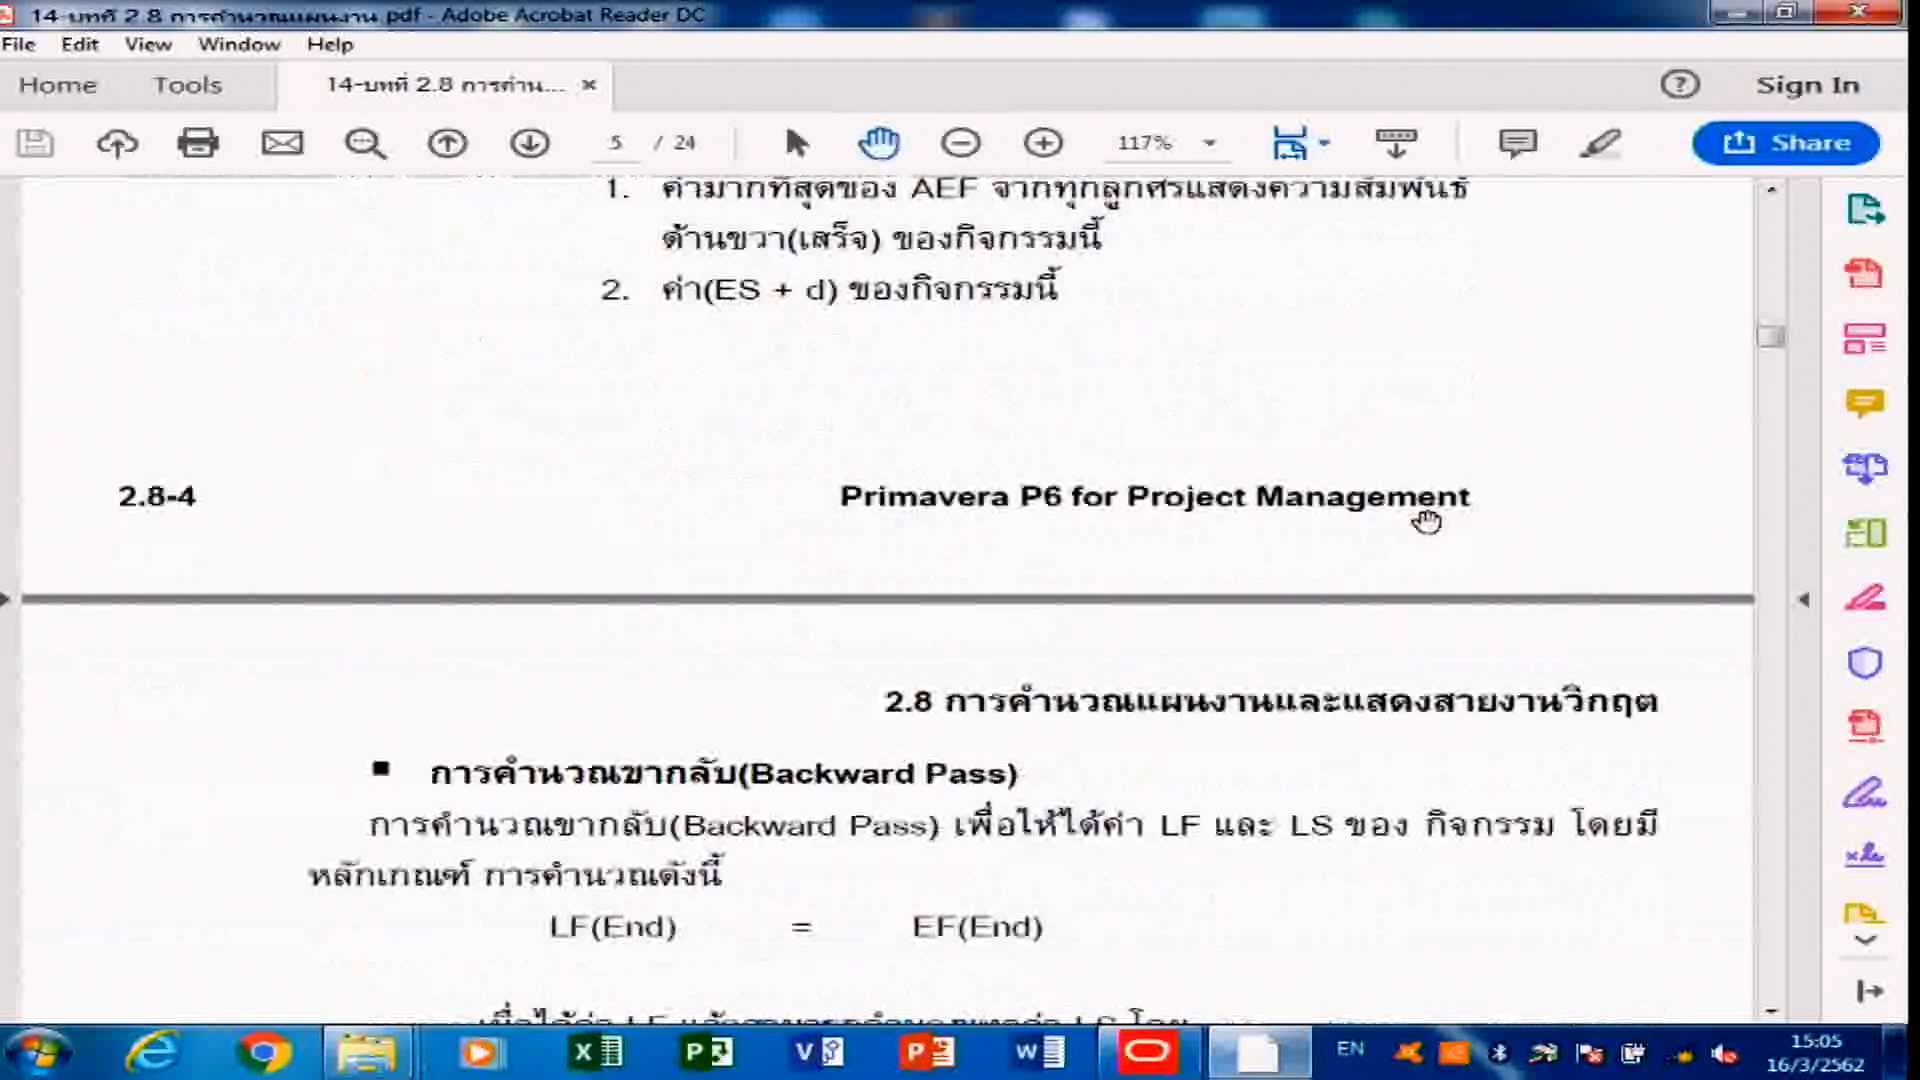 14-บทที่ 2.8 การคำนวณแผนงาน.pdf - Adobe Acrobat Reader DC
File Edit View Window Help
Home Tools 14-บทที่ 2.8 การคำน... × ? Sign In
5 / 24 117% Share
1. ค่ามากที่สุดของ AEF จากทุกลูกศรแสดงความสัมพันธ์
ด้านขวา(เสร็จ) ของกิจกรรมนี้
2. ค่า(ES + d) ของกิจกรรมนี้
2.8-4 Primavera P6 for Project Management
2.8 การคำนวณแผนงานและแสดงสายงานวิกฤต
■ การคำนวณขากลับ(Backward Pass)
การคำนวณขากลับ(Backward Pass) เพื่อให้ได้ค่า LF และ LS ของ กิจกรรม โดยมี
หลักเกณฑ์ การคำนวณดังนี้
LF(End) = EF(End)
EN 15:05
16/3/2562